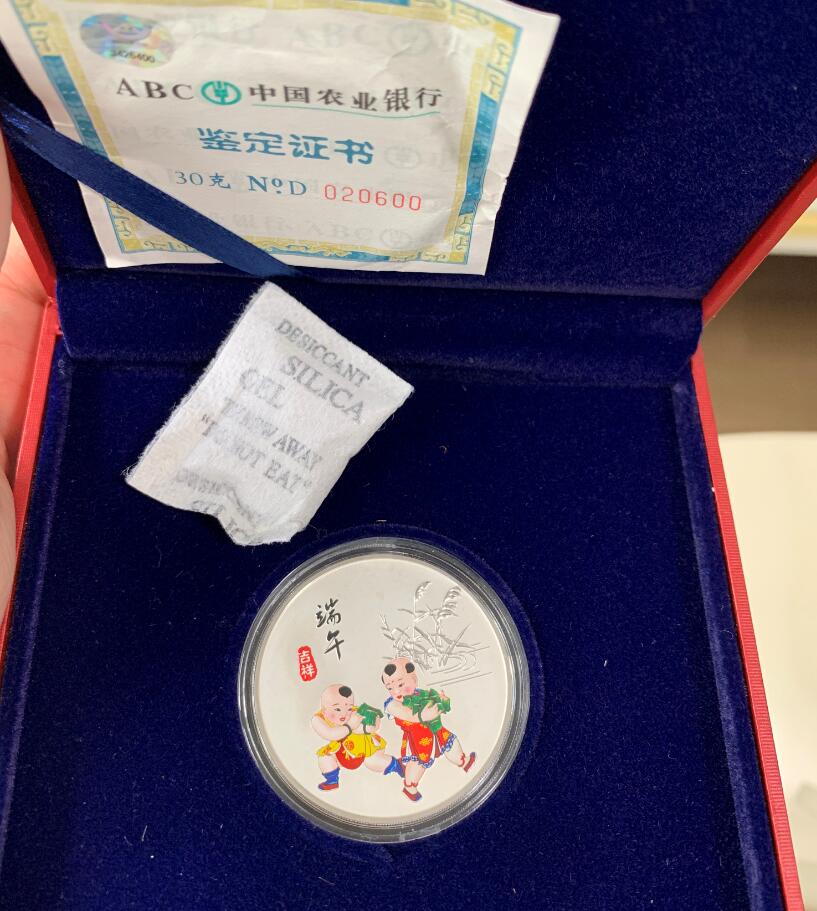 3426400
ABC 中国农业银行
鉴定证书
30克 NoD 020600
DESICCANT
SILICA
GEL
THROW AWAY
"DO NOT EAT"
端午
吉祥